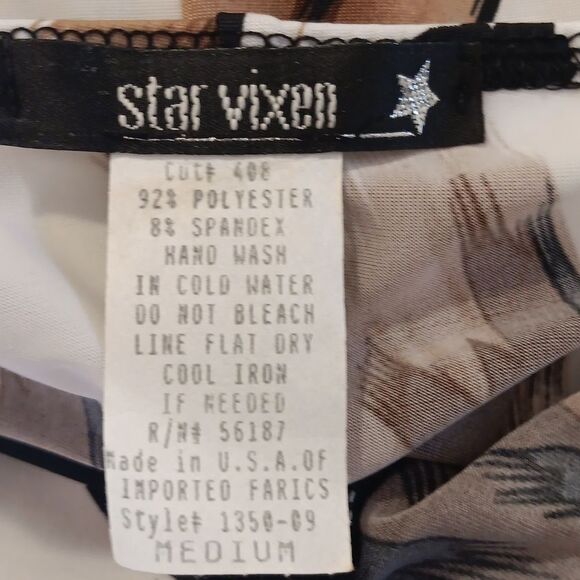 star vixen
Cut# 408
92% POLYESTER
8% SPANDEX
HAND WASH
IN COLD WATER
DO NOT BLEACH
LINE FLAT DRY
COOL IRON
IF NEEDED
R/N# 56187
Made in U.S.A.OF
IMPORTED FARICS
Style# 1350-09
MEDIUM